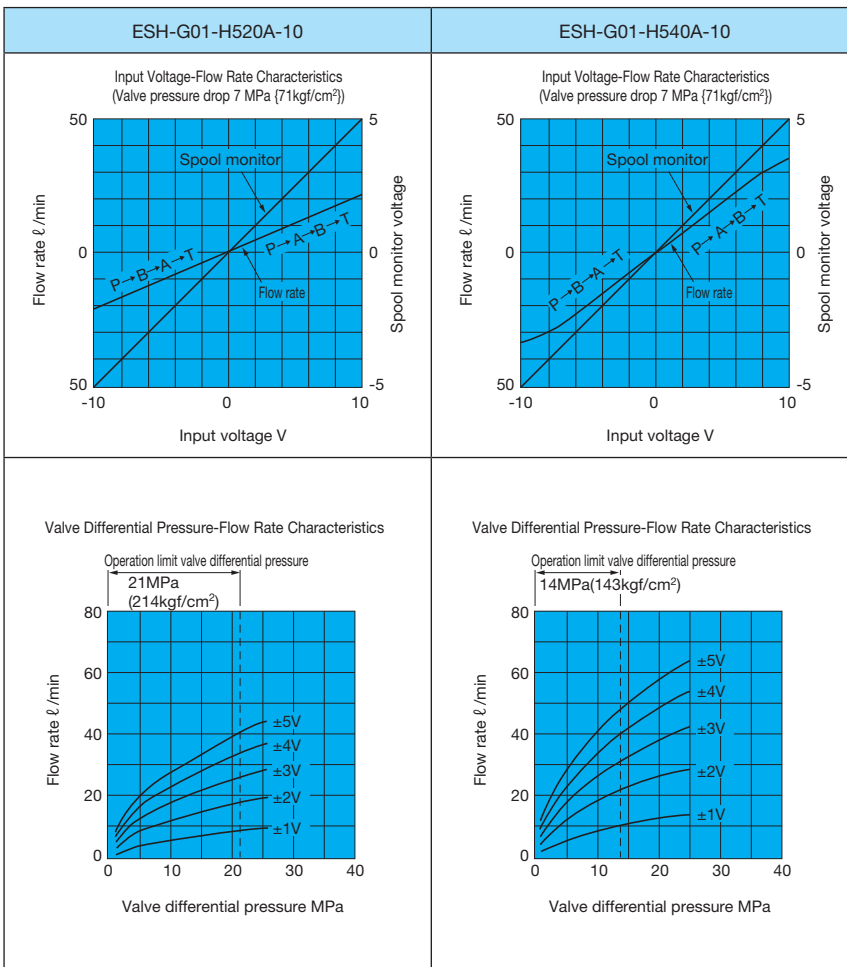 ESH-G01-H520A-10
ESH-G01-H540A-10
Input Voltage-Flow Rate Characteristics
(Valve pressure drop 7 MPa {71kgf/cm²})
50
5
Spool monitor
Flow rate ℓ /min
0
P→B→A→T
P→A→B→T
0
Spool monitor voltage
Flow rate
50
-5
-10
0
10
Input voltage V
Input Voltage-Flow Rate Characteristics
(Valve pressure drop 7 MPa {71kgf/cm²})
50
5
Spool monitor
Flow rate ℓ /min
0
P→B→A→T
P→A→B→T
0
Spool monitor voltage
Flow rate
50
-5
-10
0
10
Input voltage V
Valve Differential Pressure-Flow Rate Characteristics
Operation limit valve differential pressure
21MPa
(214kgf/cm²)
80
60
Flow rate ℓ /min
40
20
0
±5V
±4V
±3V
±2V
±1V
0
10
20
30
40
Valve differential pressure MPa
Valve Differential Pressure-Flow Rate Characteristics
Operation limit valve differential pressure
14MPa(143kgf/cm²)
80
60
Flow rate ℓ /min
40
20
0
±5V
±4V
±3V
±2V
±1V
0
10
20
30
40
Valve differential pressure MPa